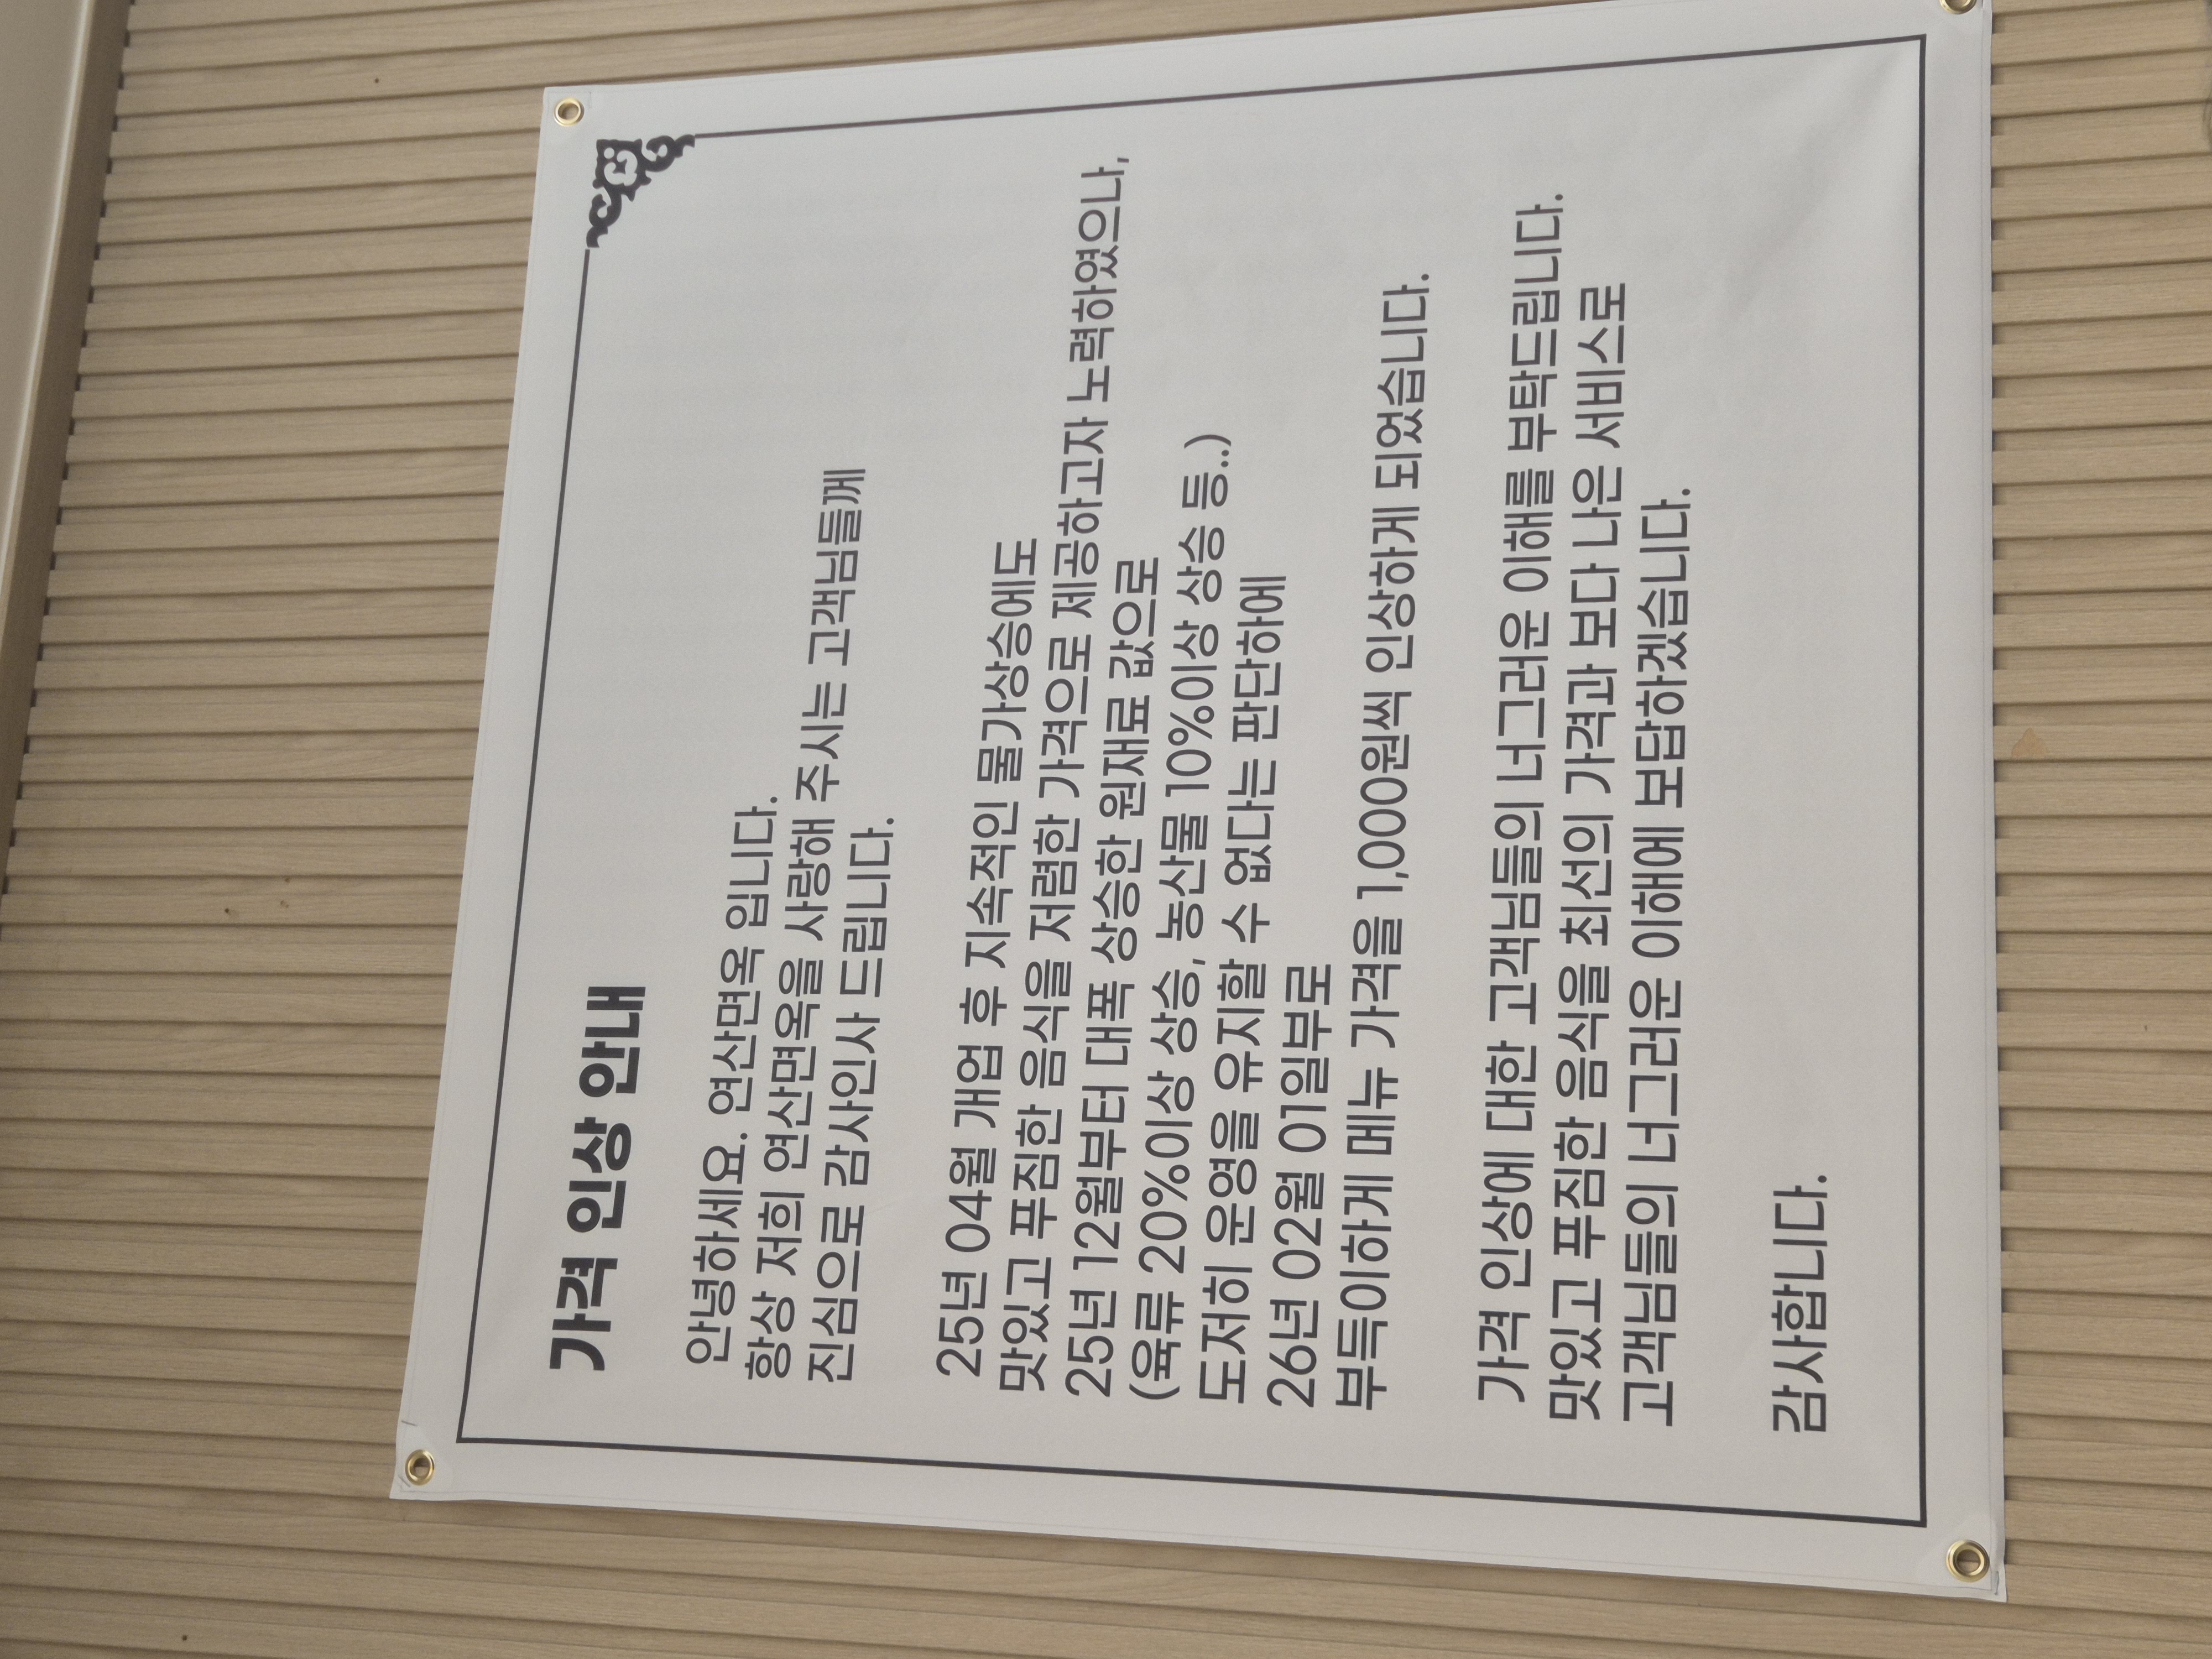 가격 인상 안내
안녕하세요. 연산면옥 입니다.
항상 저희 연산면옥을 사랑해 주시는 고객님들께
진심으로 감사인사 드립니다.
25년 04월 개업 후 지속적인 물가상승에도
맛있고 푸짐한 음식을 저렴한 가격으로 제공하고자 노력하였으나,
25년 12월부터 대폭 상승한 원재료 값으로
(육류 20%이상 상승, 농산물 10%이상 상승 등..)
도저히 운영을 유지할 수 없다는 판단하에
26년 02월 01일부로
부득이하게 메뉴 가격을 1,000원씩 인상하게 되었습니다.
가격 인상에 대한 고객님들의 너그러운 이해를 부탁드립니다.
맛있고 푸짐한 음식을 최선의 가격과 보다 나은 서비스로
고객님들의 너그러운 이해에 보답하겠습니다.
감사합니다.